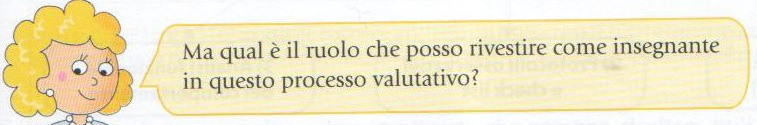 Ma qual è il ruolo che posso rivestire come insegnante
in questo processo valutativo?